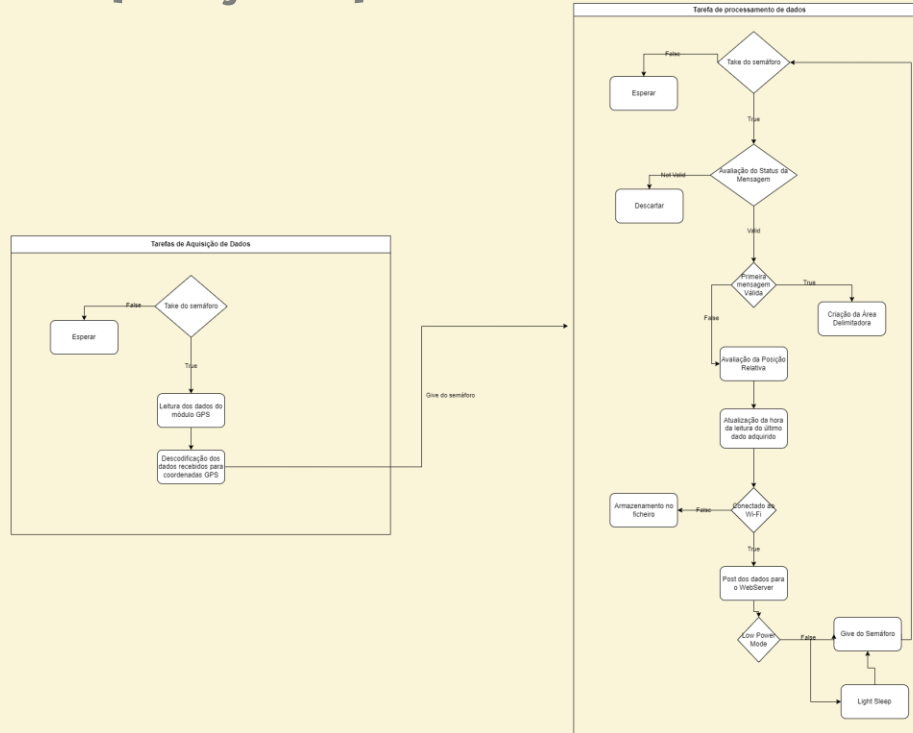 Tarefa de processamento de dados
Take do semáforo
False
Esperar
True
Avaliação do Status da
Mensagem
Not Valid
Descartar
Valid
Primeira
mensagem
Válida
True
Criação da Área
Delimitadora
False
Avaliação da Posição
Relativa
Atualização da hora
da leitura do último
dado adquirido
Conectado ao
Wi-Fi
False
Armazenamento no
ficheiro
True
Post dos dados para
o WebServer
Low Power
Mode
False
Give do Semáforo
Light Sleep
Tarefas de Aquisição de Dados
Take do semáforo
False
Esperar
True
Leitura dos dados do
módulo GPS
Descodificação dos
dados recebidos para
coordenadas GPS
Give do semáforo